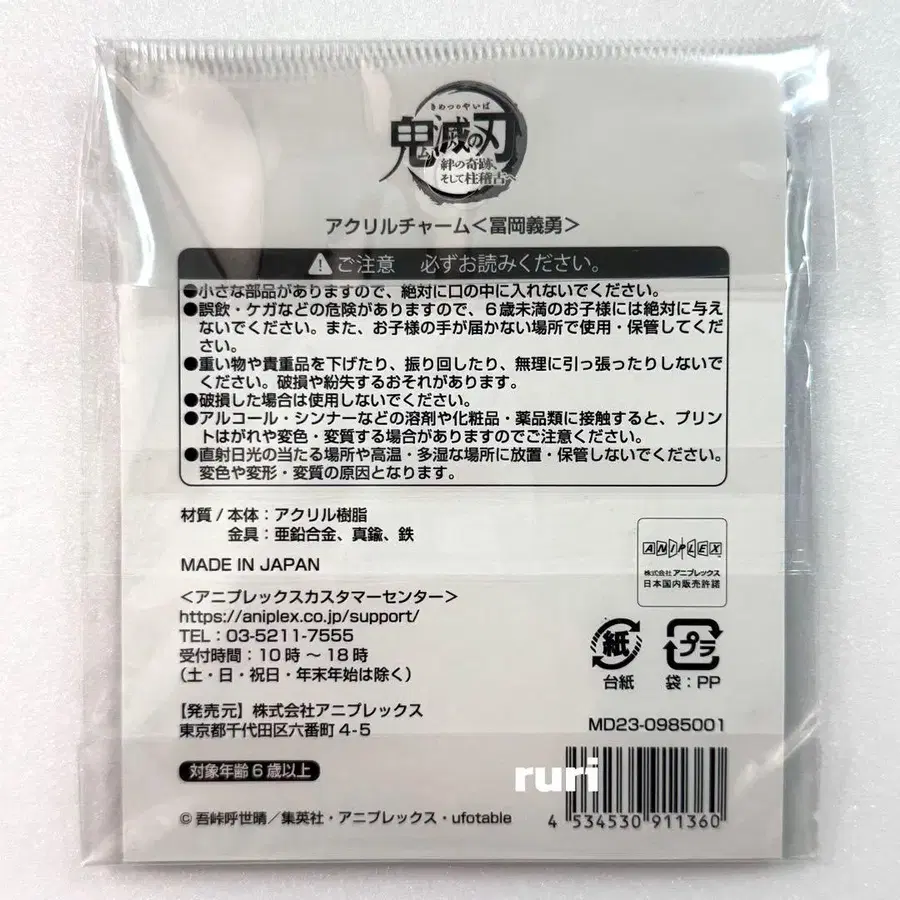 きめつのやいば
鬼滅の刃
絆の奇跡、
そして柱稽古へ
アクリルチャーム＜冨岡義勇＞
ご注意　必ずお読みください。
●小さな部品がありますので、絶対に口の中に入れないでください。
●誤飲・ケガなどの危険がありますので、6歳未満のお子様には絶対に与え
ないでください。また、お子様の手が届かない場所で使用・保管してくだ
さい。
●重い物や貴重品を下げたり、振り回したり、無理に引っ張ったりしないで
ください。破損や紛失するおそれがあります。
●破損した場合は使用しないでください。
●アルコール・シンナーなどの溶剤や化粧品・薬品類に接触すると、プリン
トはがれや変色・変質する場合がありますのでご注意ください。
●直射日光の当たる場所や高温・多湿な場所に放置・保管しないでください。
変色や変形・変質の原因となります。
材質 / 本体：アクリル樹脂
金具：亜鉛合金、真鍮、鉄
MADE IN JAPAN
ANIPLEX
株式会社アニプレックス
日本国内販売許諾
＜アニプレックスカスタマーセンター＞
https://aniplex.co.jp/support/
TEL：03-5211-7555
受付時間：10時～18時
（土・日・祝日・年末年始は除く）
紙
台紙
プラ
袋：PP
【発売元】株式会社アニプレックス
東京都千代田区六番町 4-5
MD23-0985001
対象年齢 6 歳以上
ruri
© 吾峠呼世晴／集英社・アニプレックス・ufotable
4 534530 911360